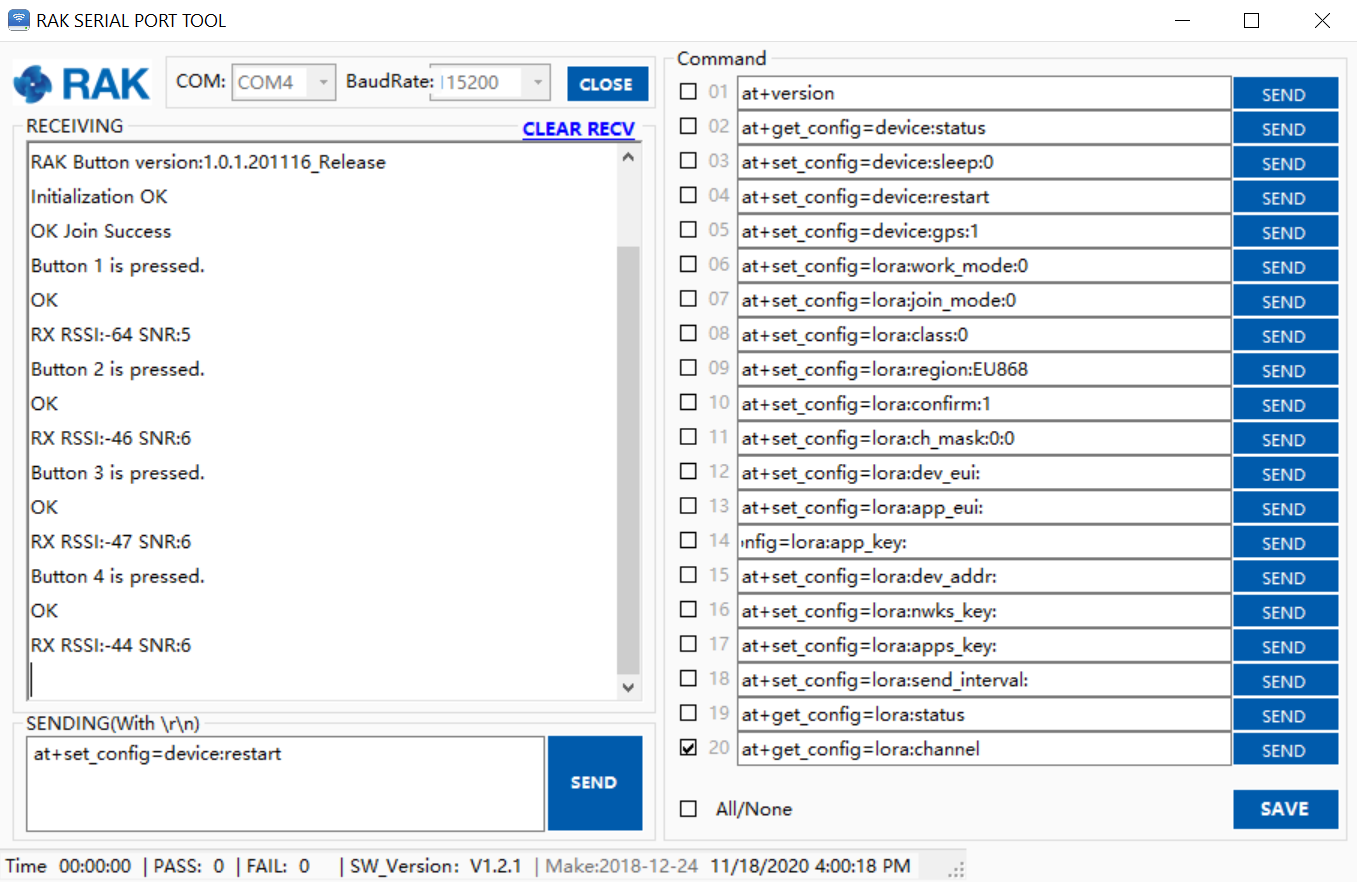 RAK SERIAL PORT TOOL
RAK
COM: COM4 BaudRate: 115200 CLOSE
RECEIVING CLEAR RECV
RAK Button version:1.0.1.201116_Release
Initialization OK
OK Join Success
Button 1 is pressed.
OK
RX RSSI:-64 SNR:5
Button 2 is pressed.
OK
RX RSSI:-46 SNR:6
Button 3 is pressed.
OK
RX RSSI:-47 SNR:6
Button 4 is pressed.
OK
RX RSSI:-44 SNR:6
SENDING(With \r\n)
at+set_config=device:restart
SEND
Command
01 at+version SEND
02 at+get_config=device:status SEND
03 at+set_config=device:sleep:0 SEND
04 at+set_config=device:restart SEND
05 at+set_config=device:gps:1 SEND
06 at+set_config=lora:work_mode:0 SEND
07 at+set_config=lora:join_mode:0 SEND
08 at+set_config=lora:class:0 SEND
09 at+set_config=lora:region:EU868 SEND
10 at+set_config=lora:confirm:1 SEND
11 at+set_config=lora:ch_mask:0:0 SEND
12 at+set_config=lora:dev_eui: SEND
13 at+set_config=lora:app_eui: SEND
14 onfig=lora:app_key: SEND
15 at+set_config=lora:dev_addr: SEND
16 at+set_config=lora:nwks_key: SEND
17 at+set_config=lora:apps_key: SEND
18 at+set_config=lora:send_interval: SEND
19 at+get_config=lora:status SEND
20 at+get_config=lora:channel SEND
All/None SAVE
Time 00:00:00 | PASS: 0 | FAIL: 0 | SW_Version: V1.2.1 | Make:2018-12-24 11/18/2020 4:00:18 PM